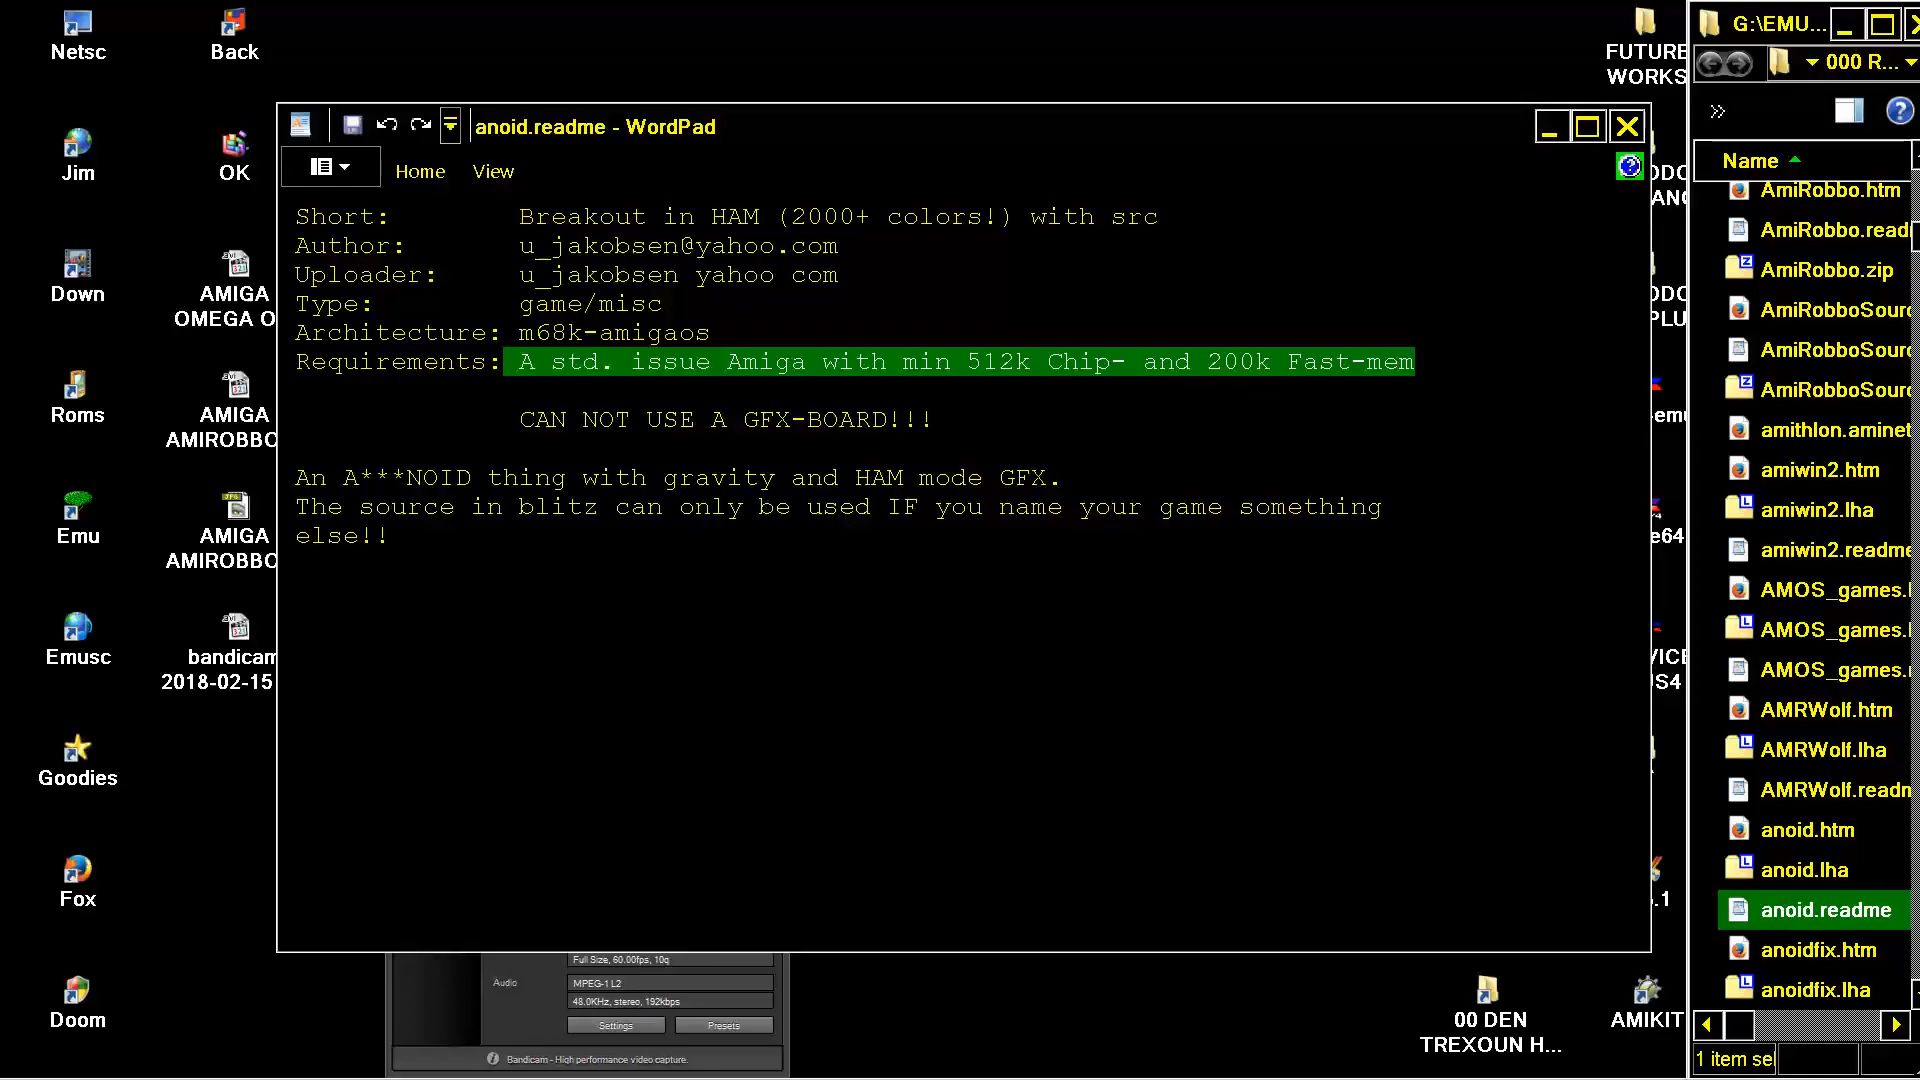 Netsc
Back
Jim
OK
Down
AMIGA
OMEGA O
Roms
AMIGA
AMIROBBO
Emu
AMIGA
AMIROBBO
Emusc
bandicam
2018-02-15
Goodies
Fox
Doom
anoid.readme - WordPad
Home
View
Short: Breakout in HAM (2000+ colors!) with src
Author: u_jakobsen@yahoo.com
Uploader: u_jakobsen yahoo com
Type: game/misc
Architecture: m68k-amigaos
Requirements: A std. issue Amiga with min 512k Chip- and 200k Fast-mem
CAN NOT USE A GFX-BOARD!!!
An A***NOID thing with gravity and HAM mode GFX.
The source in blitz can only be used IF you name your game something
else!!
Full Size, 60.00fps, 10q
Audio
MPEG-1 L2
48.0KHz, stereo, 192kbps
Settings
Presets
Bandicam - High performance video capture.
FUTURE
WORKS
00 DEN
TREXOUN H...
AMIKIT
G:\EMU...
000 R...
Name
AmiRobbo.htm
AmiRobbo.readm
AmiRobbo.zip
AmiRobboSourc
AmiRobboSourc
AmiRobboSourc
amithlon.aminet
amiwin2.htm
amiwin2.lha
amiwin2.readme
AMOS_games.
AMOS_games.
AMOS_games.
AMRWolf.htm
AMRWolf.lha
AMRWolf.readm
anoid.htm
anoid.lha
anoid.readme
anoidfix.htm
anoidfix.lha
1 item sel